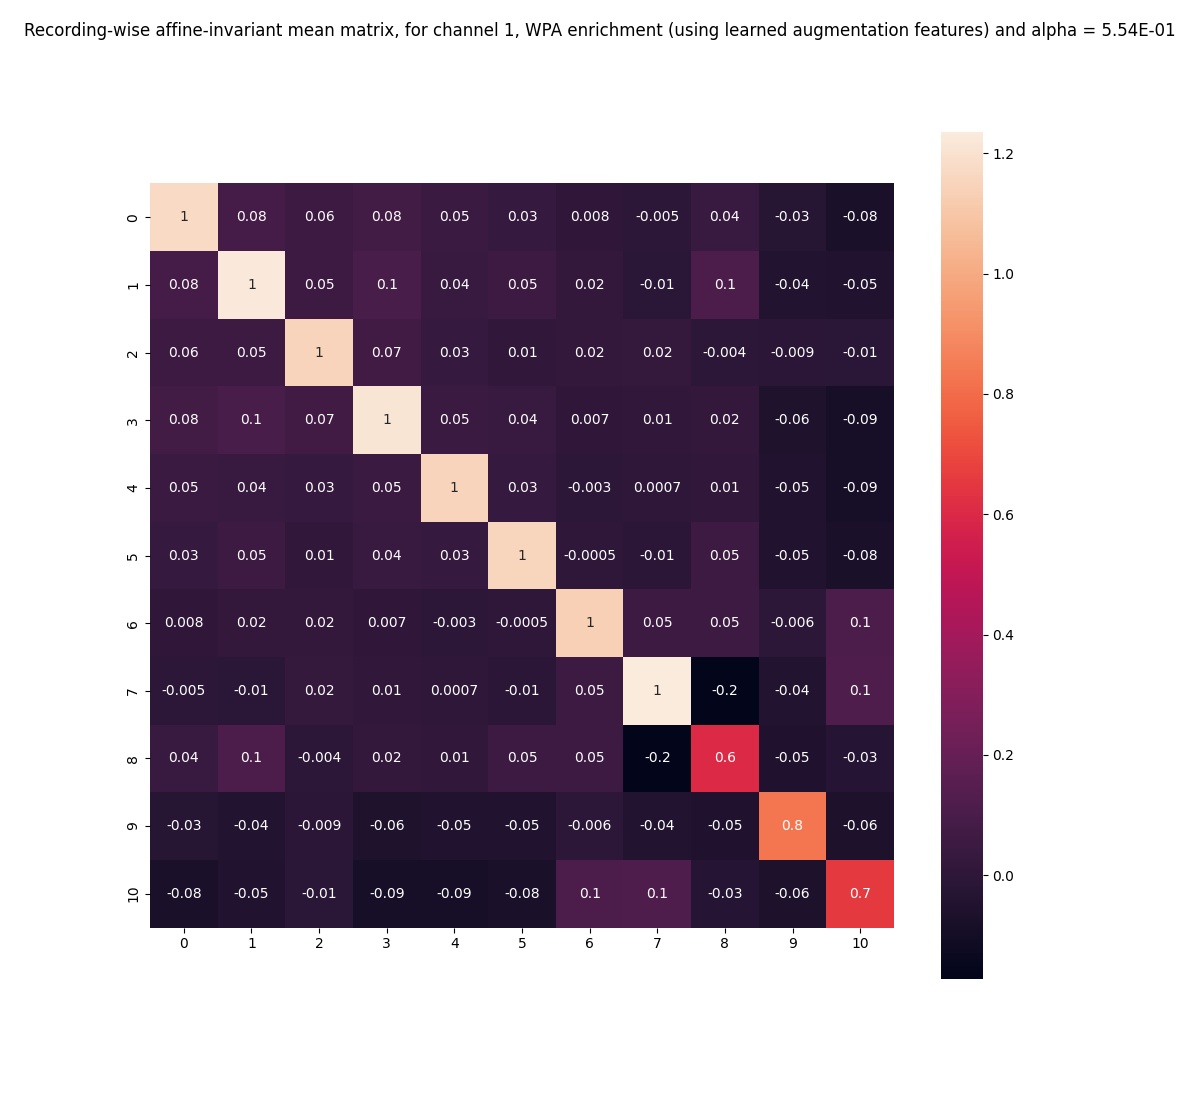 Recording-wise affine-invariant mean matrix, for channel 1, WPA enrichment (using learned augmentation features) and alpha = 5.54E-01
0 1 0.08 0.06 0.08 0.05 0.03 0.008 -0.005 0.04 -0.03 -0.08
1 0.08 1 0.05 0.1 0.04 0.05 0.02 -0.01 0.1 -0.04 -0.05
2 0.06 0.05 1 0.07 0.03 0.01 0.02 0.02 -0.004 -0.009 -0.01
3 0.08 0.1 0.07 1 0.05 0.04 0.007 0.01 0.02 -0.06 -0.09
4 0.05 0.04 0.03 0.05 1 0.03 -0.003 0.0007 0.01 -0.05 -0.09
5 0.03 0.05 0.01 0.04 0.03 1 -0.0005 -0.01 0.05 -0.05 -0.08
6 0.008 0.02 0.02 0.007 -0.003 -0.0005 1 0.05 0.05 -0.006 0.1
7 -0.005 -0.01 0.02 0.01 0.0007 -0.01 0.05 1 -0.2 -0.04 0.1
8 0.04 0.1 -0.004 0.02 0.01 0.05 0.05 -0.2 0.6 -0.05 -0.03
9 -0.03 -0.04 -0.009 -0.06 -0.05 -0.05 -0.006 -0.04 -0.05 0.8 -0.06
10 -0.08 -0.05 -0.01 -0.09 -0.09 -0.08 0.1 0.1 -0.03 -0.06 0.7
0 1 2 3 4 5 6 7 8 9 10
1.2
1.0
0.8
0.6
0.4
0.2
0.0